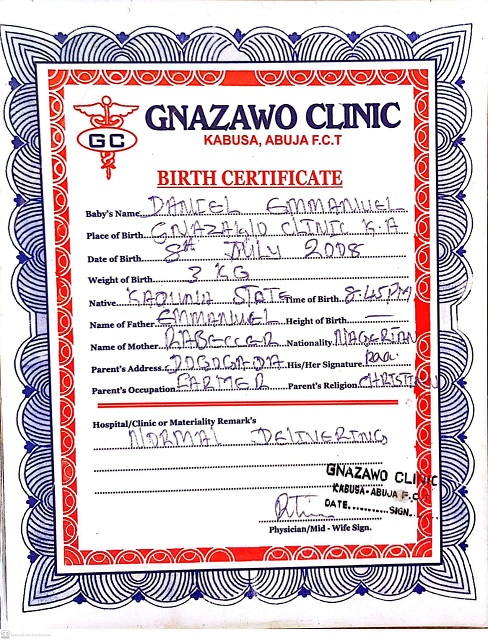 GNAZAWO CLINIC
GC
KABUSA, ABUJA F.C.T
BIRTH CERTIFICATE
Baby's Name DANIEL EMMANUEL
Place of Birth GNAZAWO CLINIC K.A
Date of Birth 8th JULY 2008
Weight of Birth 3 KG
Native KADUNA STATE Time of Birth 8:45PM
Name of Father EMMANUEL Height of Birth —
Name of Mother RABECCER Nationality NAGERIAN
Parent's Address DOBOGADA His/Her Signature
Parent's Occupation FARMER Parent's Religion CHRISTIAN
Hospital/Clinic or Materiality Remark's
NORMAL DELIVERING
GNAZAWO CLINIC
KABUSA-ABUJA F.C.T
DATE..........SIGN....
Physician/Mid - Wife Sign.